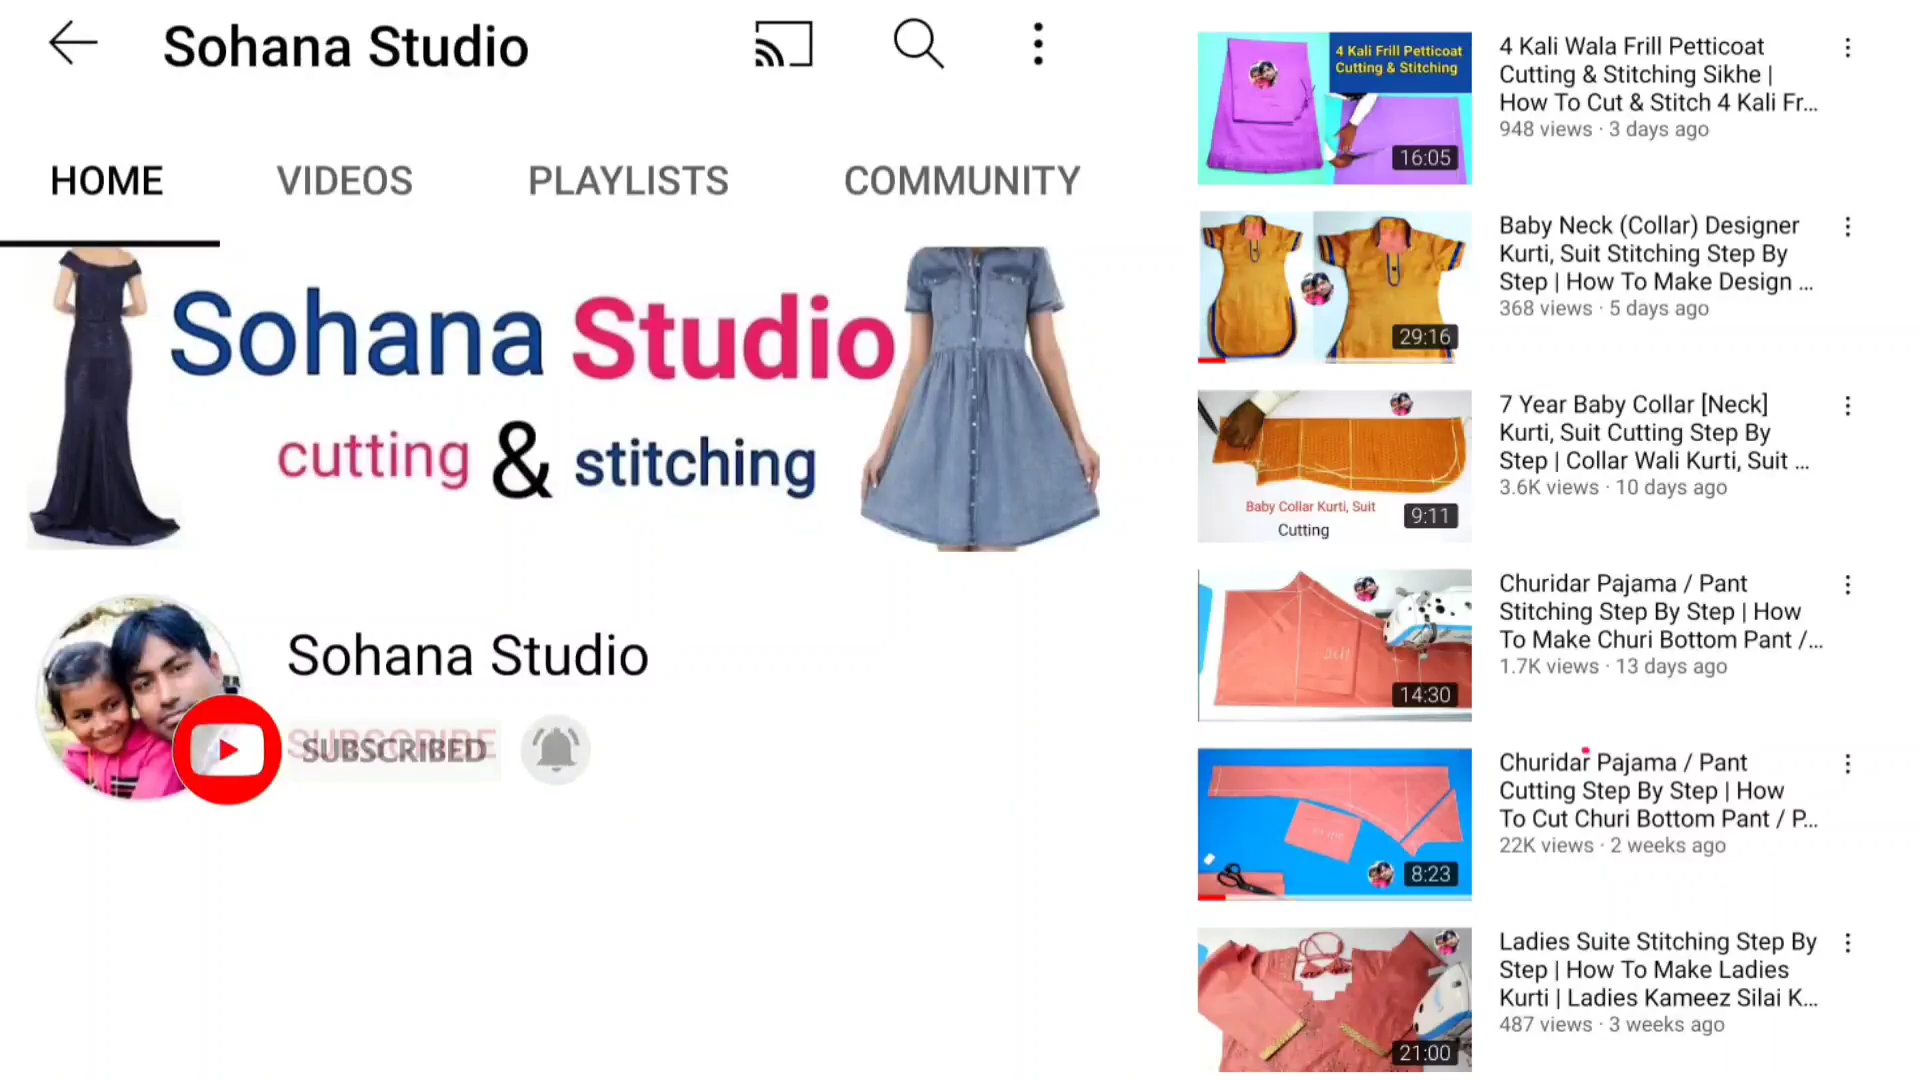 Sohana Studio
HOME VIDEOS PLAYLISTS COMMUNITY
Sohana Studio
cutting & stitching
Sohana Studio
SUBSCRIBE
SUBSCRIBED
4 Kali Frill Petticoat
Cutting & Stitching
16:05
4 Kali Wala Frill Petticoat
Cutting & Stitching Sikhe |
How To Cut & Stitch 4 Kali Fr...
948 views · 3 days ago
29:16
Baby Neck (Collar) Designer
Kurti, Suit Stitching Step By
Step | How To Make Design ...
368 views · 5 days ago
Baby Collar Kurti, Suit
Cutting
9:11
7 Year Baby Collar [Neck]
Kurti, Suit Cutting Step By
Step | Collar Wali Kurti, Suit ...
3.6K views · 10 days ago
14:30
Churidar Pajama / Pant
Stitching Step By Step | How
To Make Churi Bottom Pant /...
1.7K views · 13 days ago
8:23
Churidar Pajama / Pant
Cutting Step By Step | How
To Cut Churi Bottom Pant / P...
22K views · 2 weeks ago
21:00
Ladies Suite Stitching Step By
Step | How To Make Ladies
Kurti | Ladies Kameez Silai K...
487 views · 3 weeks ago